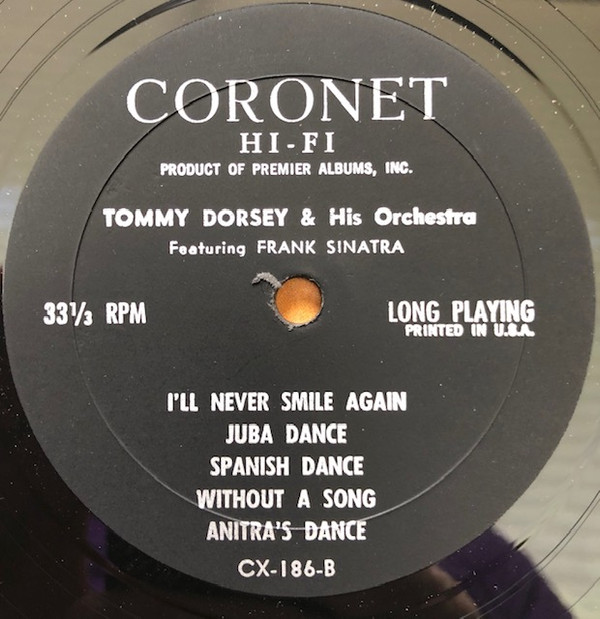 CORONET
HI-FI
PRODUCT OF PREMIER ALBUMS, INC.
TOMMY DORSEY & His Orchestra
Featuring FRANK SINATRA
33⅓ RPM
LONG PLAYING
PRINTED IN U.S.A.
I'LL NEVER SMILE AGAIN
JUBA DANCE
SPANISH DANCE
WITHOUT A SONG
ANITRA'S DANCE
CX-186-B